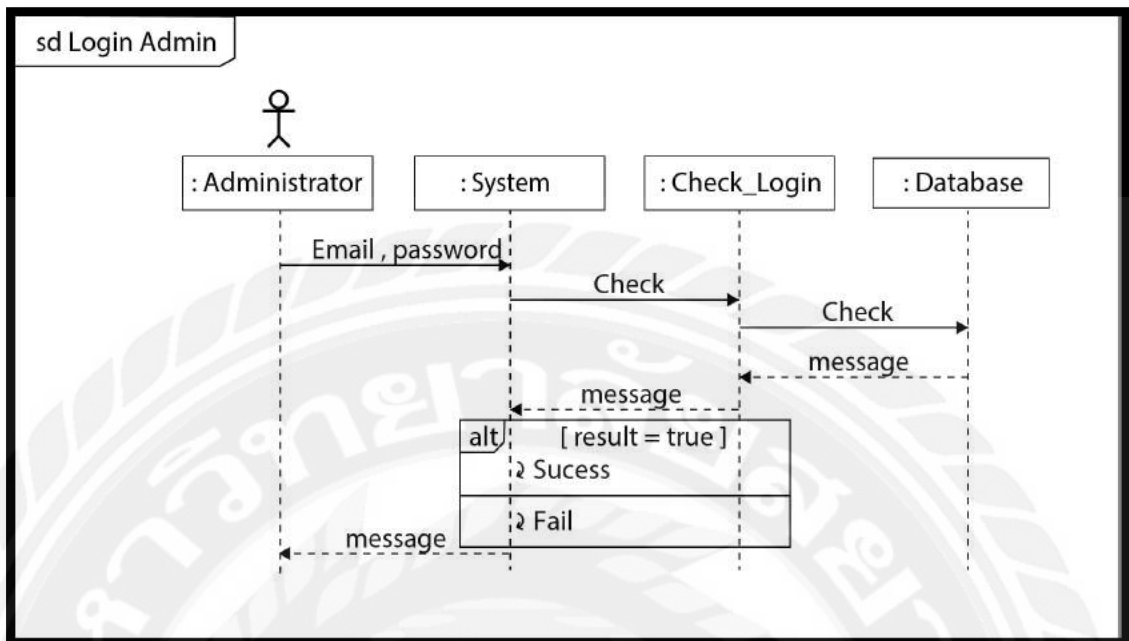 sd Login Admin
: Administrator
: System
: Check_Login
: Database
Email , password
Check
Check
message
message
alt
[ result = true ]
Sucess
Fail
message